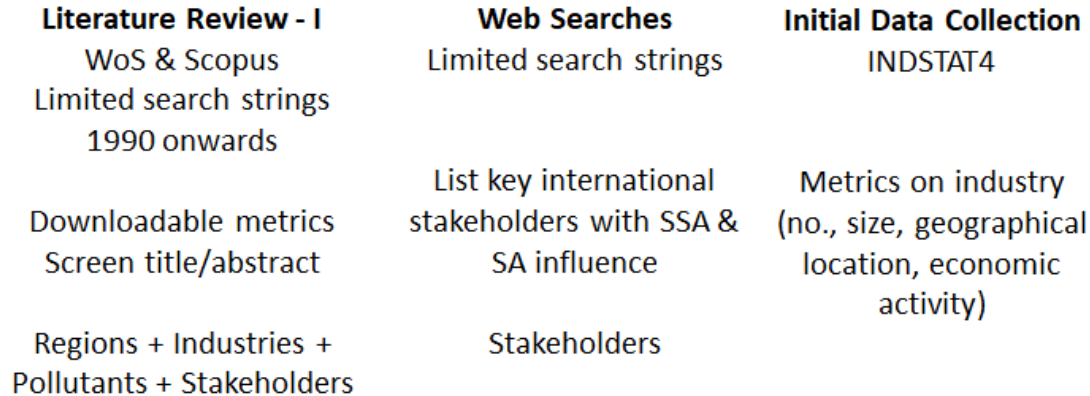 Literature Review - I
WoS & Scopus
Limited search strings
1990 onwards
Downloadable metrics
Screen title/abstract
Regions + Industries +
Pollutants + Stakeholders
Web Searches
Limited search strings
List key international
stakeholders with SSA &
SA influence
Stakeholders
Initial Data Collection
INDSTAT4
Metrics on industry
(no., size, geographical
location, economic
activity)